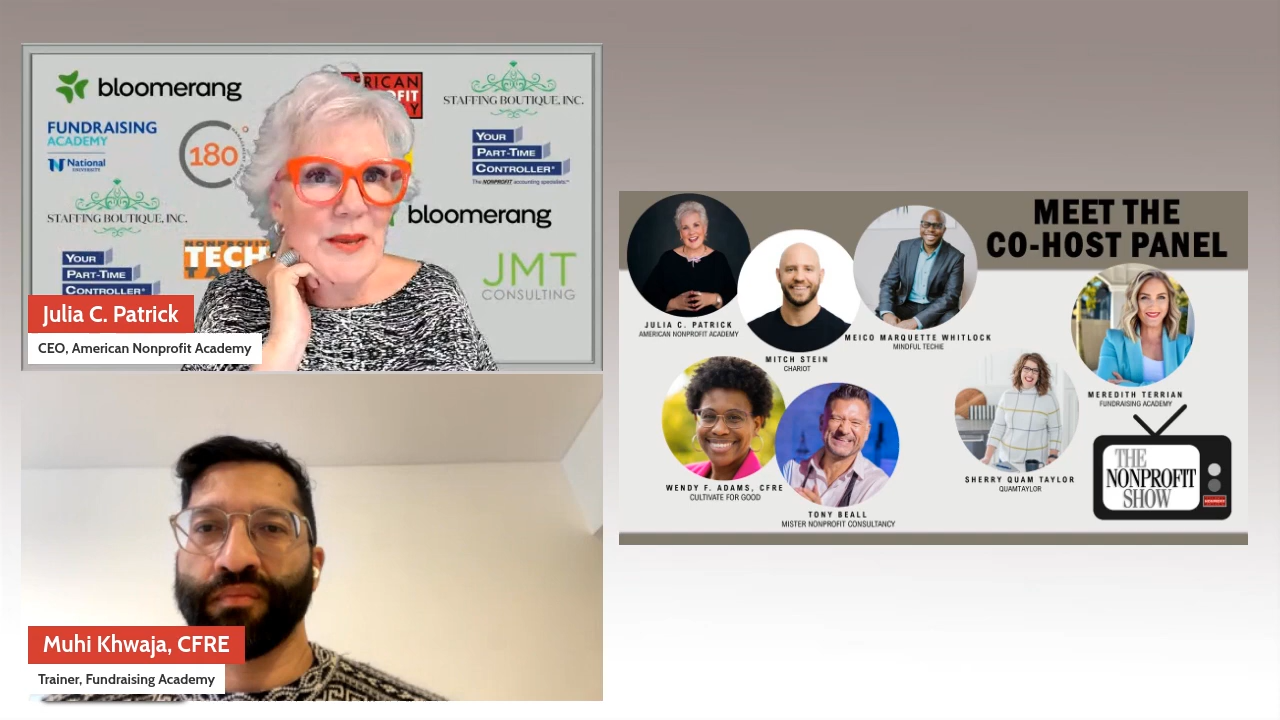 bloomerang
RICAN
STAFFING BOUTIQUE, INC.
FUNDRAISING
ACADEMY
National
UNIVERSITY
180
YOUR
PART-TIME
CONTROLLER
The NONPROFIT accounting specialists
STAFFING BOUTIQUE, INC.
bloomerang
YOUR
PART-TIME
CONTROLLER
NONPROFIT
TECH
JMT
CONSULTING
Julia C. Patrick
CEO, American Nonprofit Academy
Muhi Khwaja, CFRE
Trainer, Fundraising Academy
MEET THE
CO-HOST PANEL
JULIA C. PATRICK
AMERICAN NONPROFIT ACADEMY
MITCH STEIN
CHARIOT
MEICO MARQUETTE WHITLOCK
MINDFUL TECHIE
MEREDITH TERRIAN
FUNDRAISING ACADEMY
WENDY F. ADAMS, CFRE
CULTIVATE FOR GOOD
TONY BEALL
MISTER NONPROFIT CONSULTANCY
SHERRY QUAM TAYLOR
QUAMTAYLOR
THE
NONPROFIT
SHOW